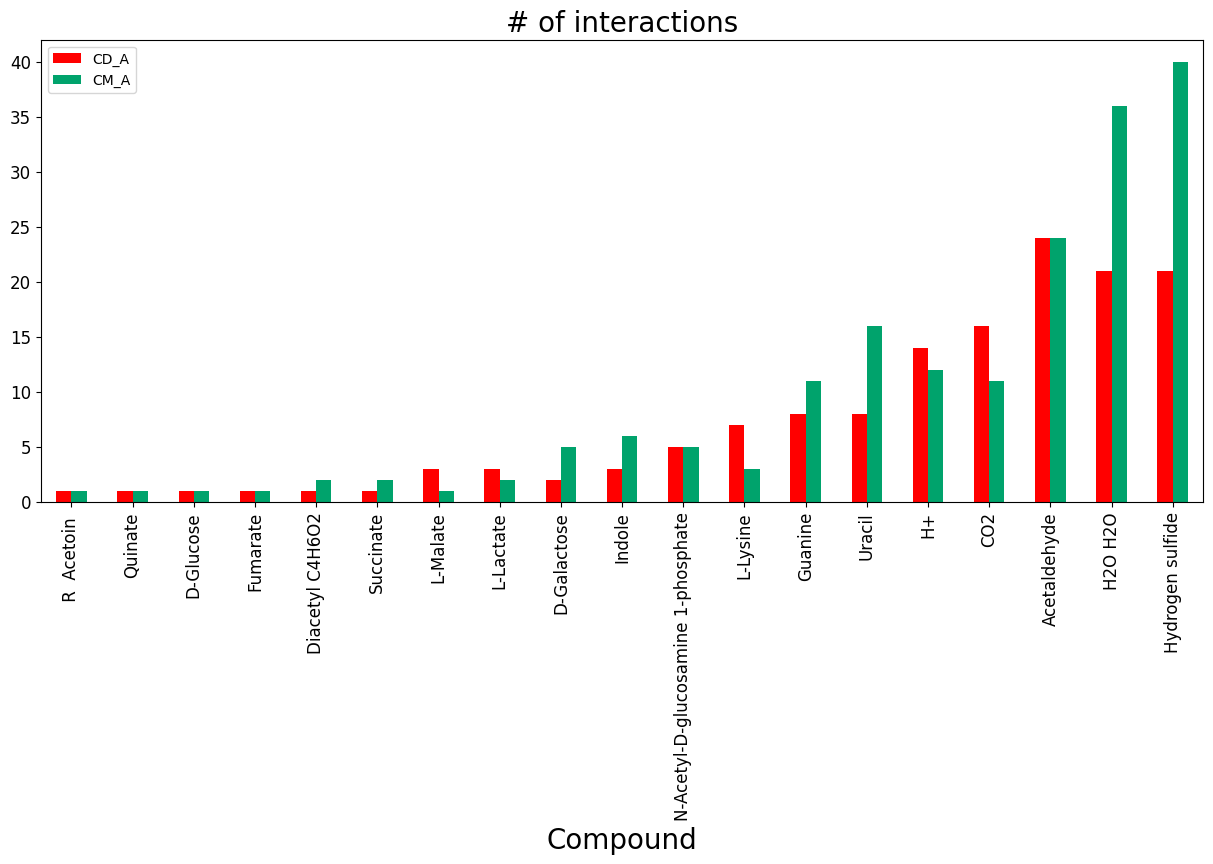 # of interactions
CD_A
CM_A
40
35
30
25
20
15
10
5
0
R  Acetoin
Quinate
D-Glucose
Fumarate
Diacetyl C4H6O2
Succinate
L-Malate
L-Lactate
D-Galactose
Indole
N-Acetyl-D-glucosamine 1-phosphate
L-Lysine
Guanine
Uracil
H+
CO2
Acetaldehyde
H2O H2O
Hydrogen sulfide
Compound